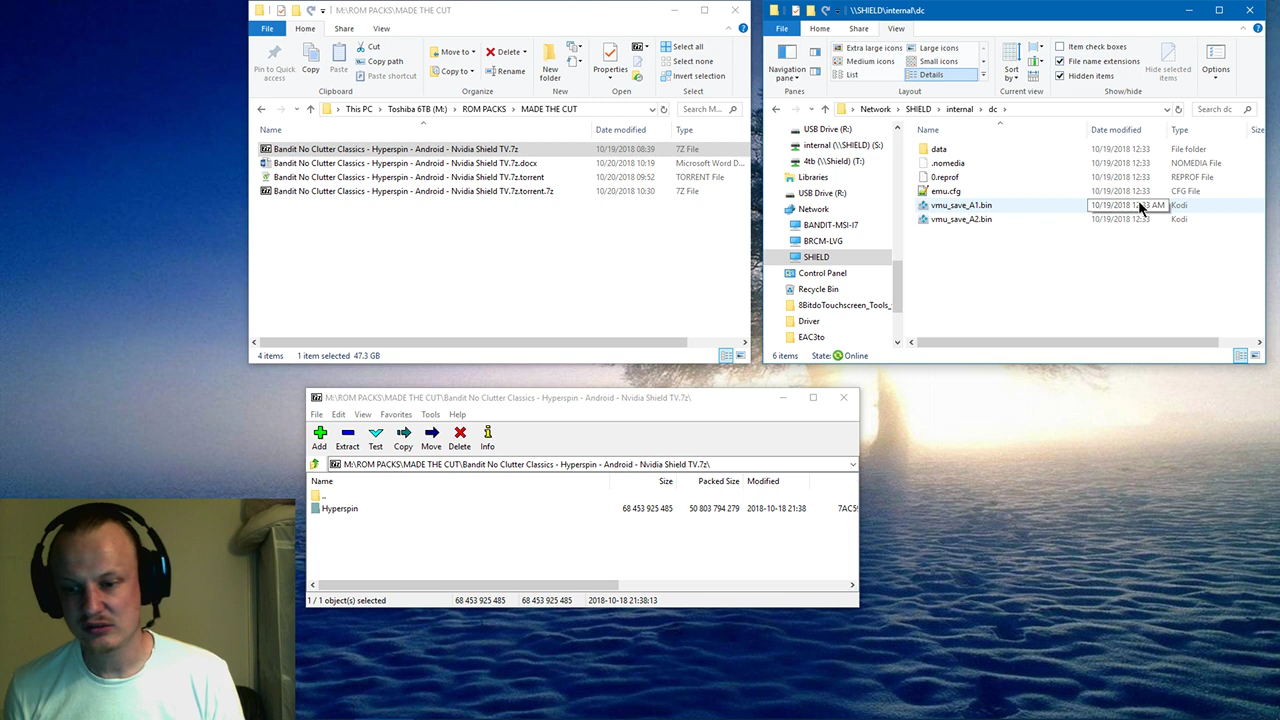 M:\ROM PACKS\MADE THE CUT
File Home Share View
Pin to Quick access
Copy
Paste
Cut
Copy path
Paste shortcut
Clipboard
Move to
Copy to
Delete
Rename
Organize
New folder
New
Properties
Open
Select all
Select none
Invert selection
Select
This PC Toshiba 6TB (M:) ROM PACKS MADE THE CUT
Search M...
Name Date modified Type
Bandit No Clutter Classics - Hyperspin - Android - Nvidia Shield TV.7z 10/19/2018 08:39 7Z File
Bandit No Clutter Classics - Hyperspin - Android - Nvidia Shield TV.7z.docx 10/20/2018 10:19 Microsoft Word D...
Bandit No Clutter Classics - Hyperspin - Android - Nvidia Shield TV.7z.torrent 10/20/2018 09:52 TORRENT File
Bandit No Clutter Classics - Hyperspin - Android - Nvidia Shield TV.7z.torrent.7z 10/20/2018 10:30 7Z File
4 items 1 item selected 47.3 GB
\\SHIELD\internal\dc
File Home Share View
Navigation pane
Panes
Extra large icons
Large icons
Medium icons
Small icons
List
Details
Layout
Sort by
Current view
Item check boxes
File name extensions
Hidden items
Hide selected items
Show/hide
Options
Network SHIELD internal dc
Search dc
USB Drive (R:)
internal (\\SHIELD) (S:)
4tb (\\Shield) (T:)
Libraries
USB Drive (R:)
Network
BANDIT-MSI-I7
BRCM-LVG
SHIELD
Control Panel
Recycle Bin
8BitdoTouchscreen_Tools_
Driver
EAC3to
Name Date modified Type Size
data 10/19/2018 12:33 File folder
.nomedia 10/19/2018 12:33 NOMEDIA File
0.reprof 10/19/2018 12:33 REPROF File
emu.cfg 10/19/2018 12:33 CFG File
vmu_save_A1.bin 10/19/2018 12:33 AM Kodi
vmu_save_A2.bin 10/19/2018 12:33 Kodi
6 items State: Online
M:\ROM PACKS\MADE THE CUT\Bandit No Clutter Classics - Hyperspin - Android - Nvidia Shield TV.7z\
File Edit View Favorites Tools Help
Add Extract Test Copy Move Delete Info
M:\ROM PACKS\MADE THE CUT\Bandit No Clutter Classics - Hyperspin - Android - Nvidia Shield TV.7z\
Name Size Packed Size Modified
..
Hyperspin 68 453 925 485 50 803 794 279 2018-10-18 21:38 7AC5
1 / 1 object(s) selected 68 453 925 485 68 453 925 485 2018-10-18 21:38:13